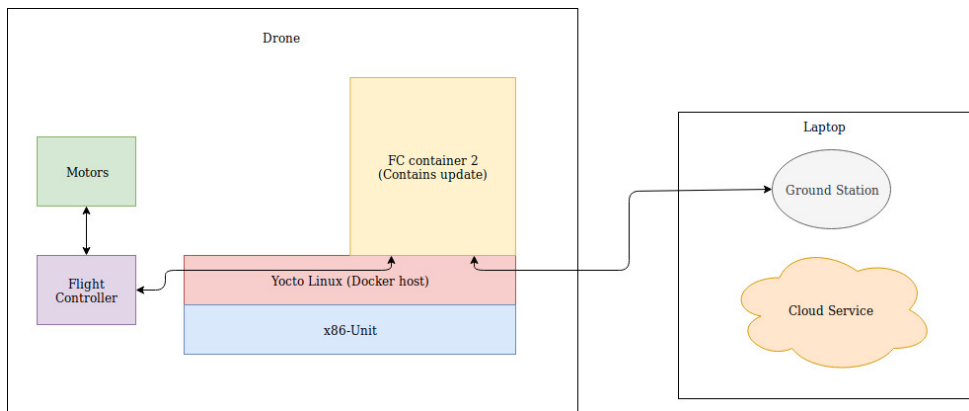 Drone
FC container 2
(Contains update)
Motors
Flight
Controller
Yocto Linux (Docker host)
x86-Unit
Laptop
Ground Station
Cloud Service